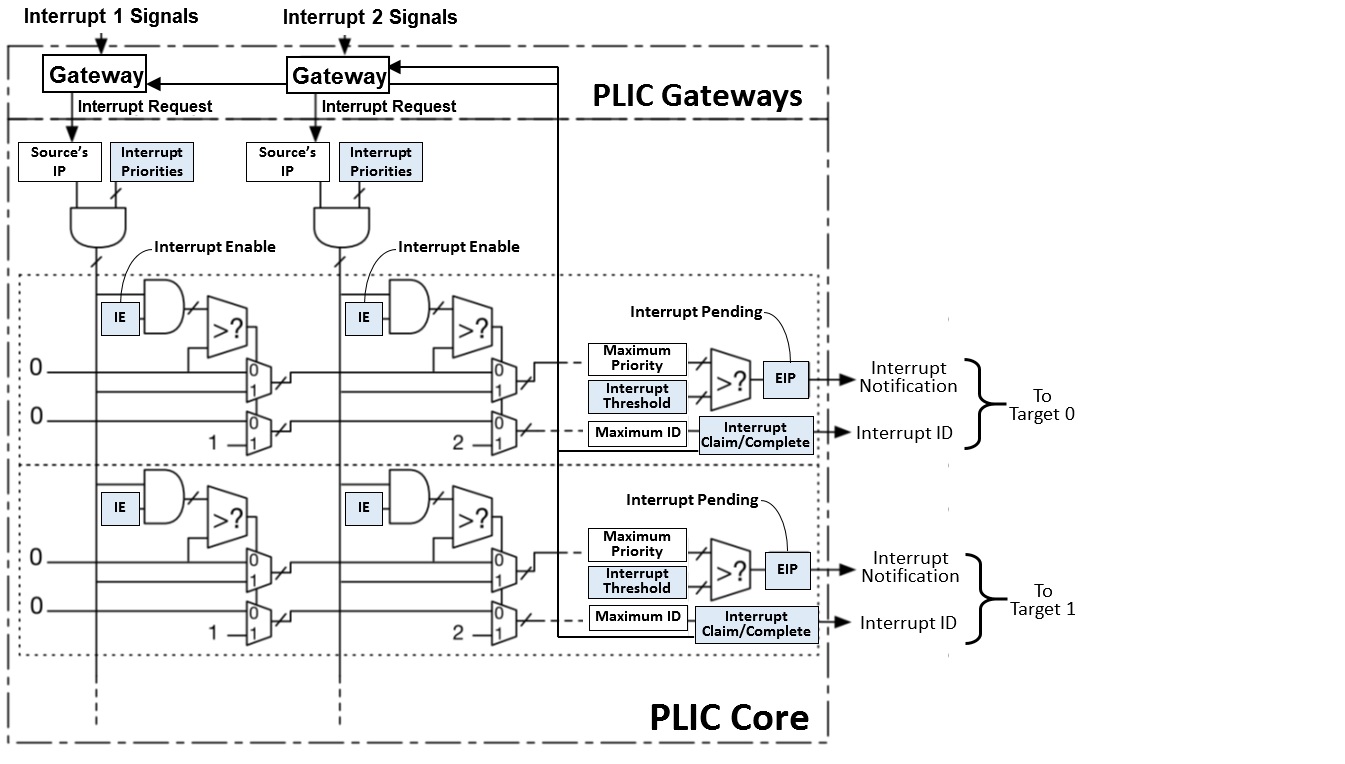 Interrupt 1 Signals
Interrupt 2 Signals
Gateway
Gateway
PLIC Gateways
Interrupt Request
Interrupt Request
Source's
IP
Interrupt
Priorities
Source's
IP
Interrupt
Priorities
Interrupt Enable
Interrupt Enable
IE
>?
IE
>?
Interrupt Pending
0
0
1
0
1
Maximum
Priority
Interrupt
Threshold
>?
EIP
Interrupt
Notification
0
0
1
1
0
1
2
Maximum ID
Interrupt
Claim/Complete
Interrupt ID
To
Target 0
IE
>?
IE
>?
Interrupt Pending
0
0
1
0
1
Maximum
Priority
Interrupt
Threshold
>?
EIP
Interrupt
Notification
0
0
1
1
0
1
2
Maximum ID
Interrupt
Claim/Complete
Interrupt ID
To
Target 1
PLIC Core